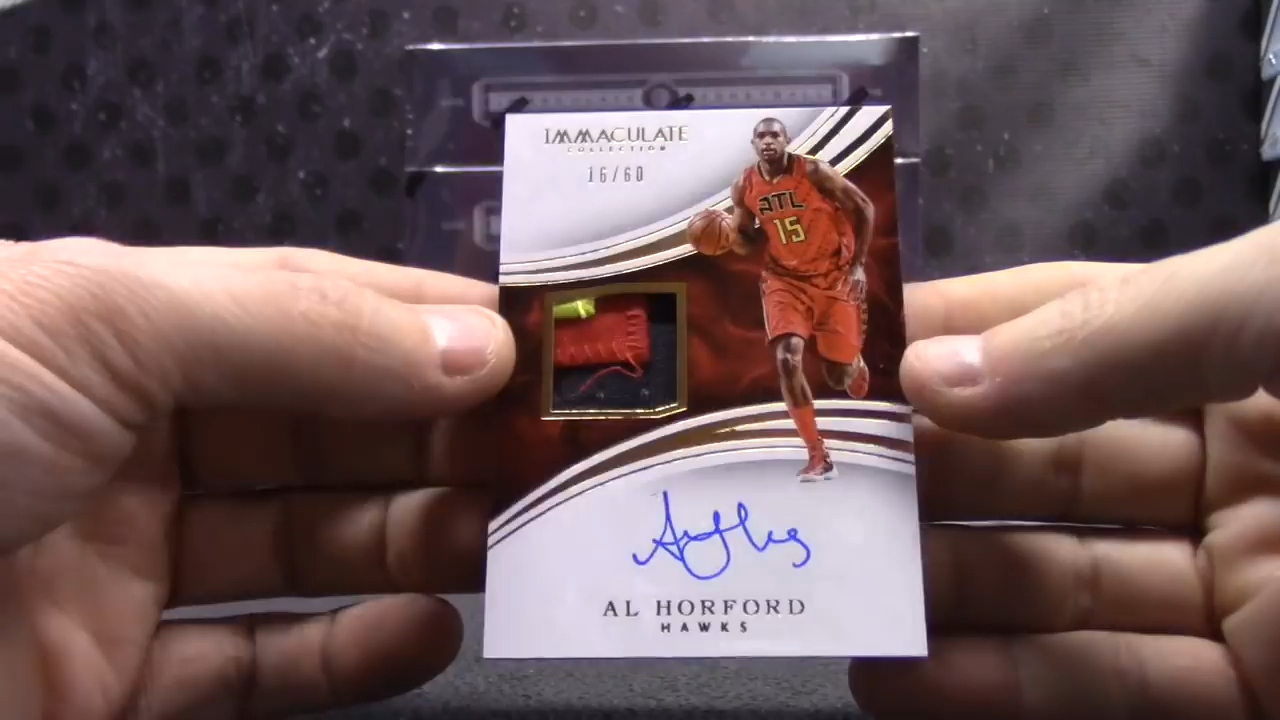 IMMACULATE
COLLECTION
16/60
ATL
15
AL HORFORD
HAWKS